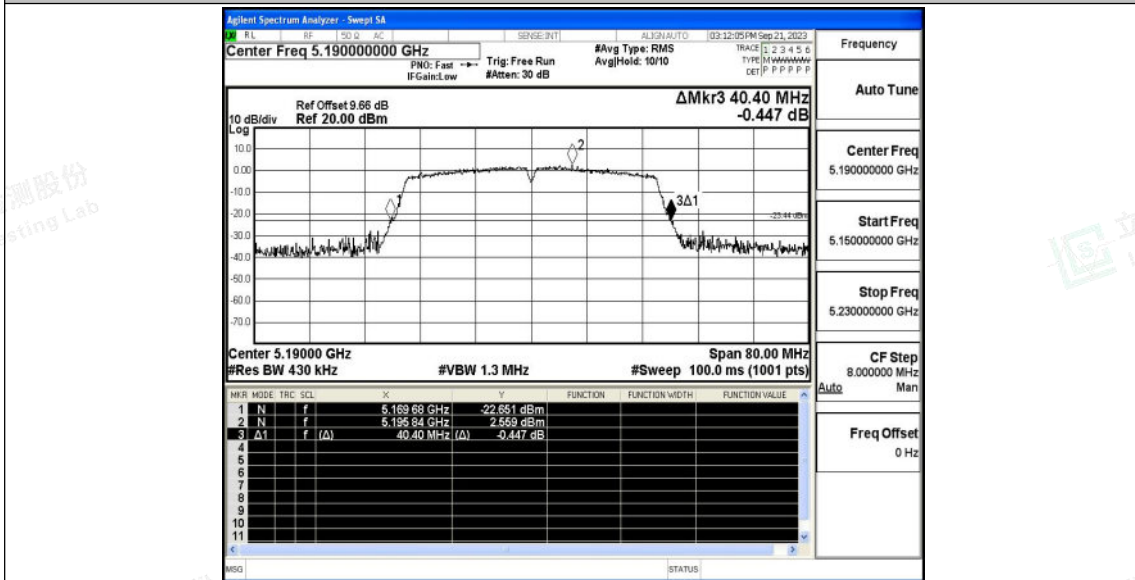 Agilent Spectrum Analyzer - Swept SA
RL RF 50 Ω AC SENSE:INT ALIGNAUTO 03:12:05 PM Sep 21, 2023
Center Freq 5.190000000 GHz
PNO: Fast
IFGain:Low
Trig: Free Run
#Atten: 30 dB
#Avg Type: RMS
Avg|Hold: 10/10
TRACE 1 2 3 4 5 6
TYPE M WWWWW
DET P P P P P P
Frequency
Auto Tune
Center Freq
5.190000000 GHz
Start Freq
5.150000000 GHz
Stop Freq
5.230000000 GHz
CF Step
8.000000 MHz
Auto Man
Freq Offset
0 Hz
ΔMkr3 40.40 MHz
-0.447 dB
Ref Offset 9.66 dB
10 dB/div Ref 20.00 dBm
Log
10.0
0.00
-10.0
-20.0
-30.0
-40.0
-50.0
-60.0
-70.0
1
2
3Δ1
-23.44 dBm
Center 5.19000 GHz Span 80.00 MHz
#Res BW 430 kHz #VBW 1.3 MHz #Sweep 100.0 ms (1001 pts)
MKR MODE TRC SCL X Y FUNCTION FUNCTION WIDTH FUNCTION VALUE
1 N f 5.169 68 GHz -22.651 dBm
2 N f 5.195 84 GHz 2.559 dBm
3 Δ1 f (Δ) 40.40 MHz (Δ) -0.447 dB
4
5
6
7
8
9
10
11
MSG STATUS
测股份
sting Lab
立